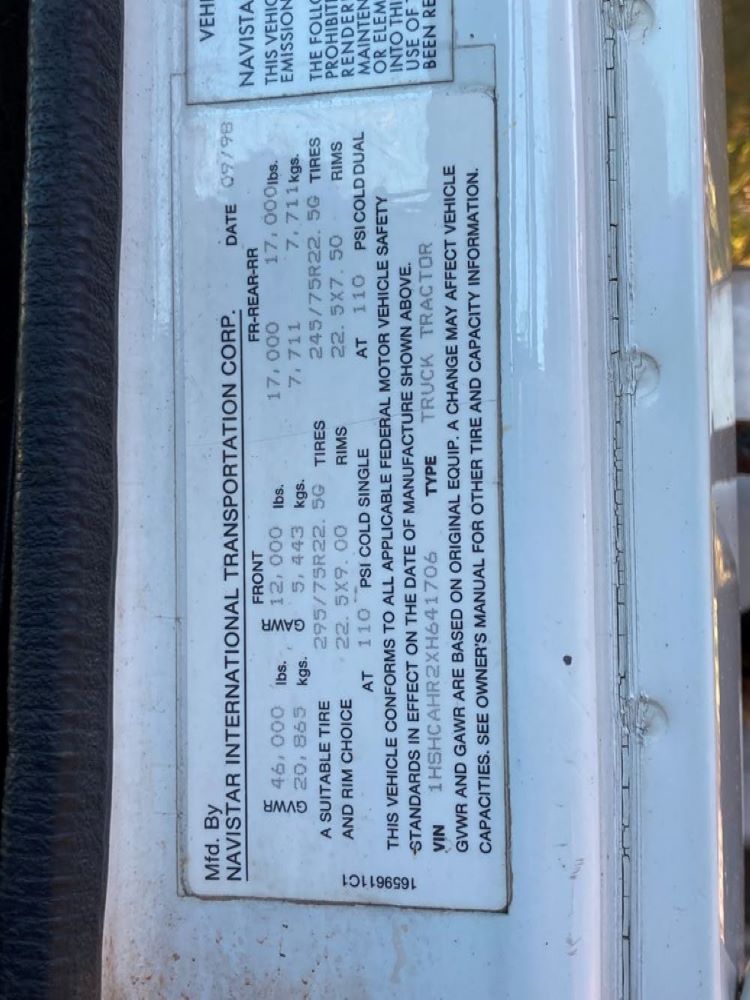 Mfd. By
NAVISTAR INTERNATIONAL TRANSPORTATION CORP. DATE 09/98
FRONT FR-REAR-RR
GVWR 46,000 lbs. GAWR 12,000 lbs. 17,000 17,000 lbs.
20,865 kgs. 5,443 kgs. 7,711 7,711 kgs.
A SUITABLE TIRE 295/75R22.5G TIRES 245/75R22.5G TIRES
AND RIM CHOICE 22.5X9.00 RIMS 22.5X7.50 RIMS
AT 110 PSI COLD SINGLE AT 110 PSI COLD DUAL
THIS VEHICLE CONFORMS TO ALL APPLICABLE FEDERAL MOTOR VEHICLE SAFETY
STANDARDS IN EFFECT ON THE DATE OF MANUFACTURE SHOWN ABOVE.
VIN 1HSHCAHR2XH641706 TYPE TRUCK TRACTOR
GVWR AND GAWR ARE BASED ON ORIGINAL EQUIP. A CHANGE MAY AFFECT VEHICLE
CAPACITIES. SEE OWNER'S MANUAL FOR OTHER TIRE AND CAPACITY INFORMATION.
1659611C1
VEHI
NAVISTA
THIS VEHIC
EMISSION
THE FOLLO
PROHIBIT
RENDERI
MAINTEN
OR ELEM
INTO THI
USE OF
BEEN RE